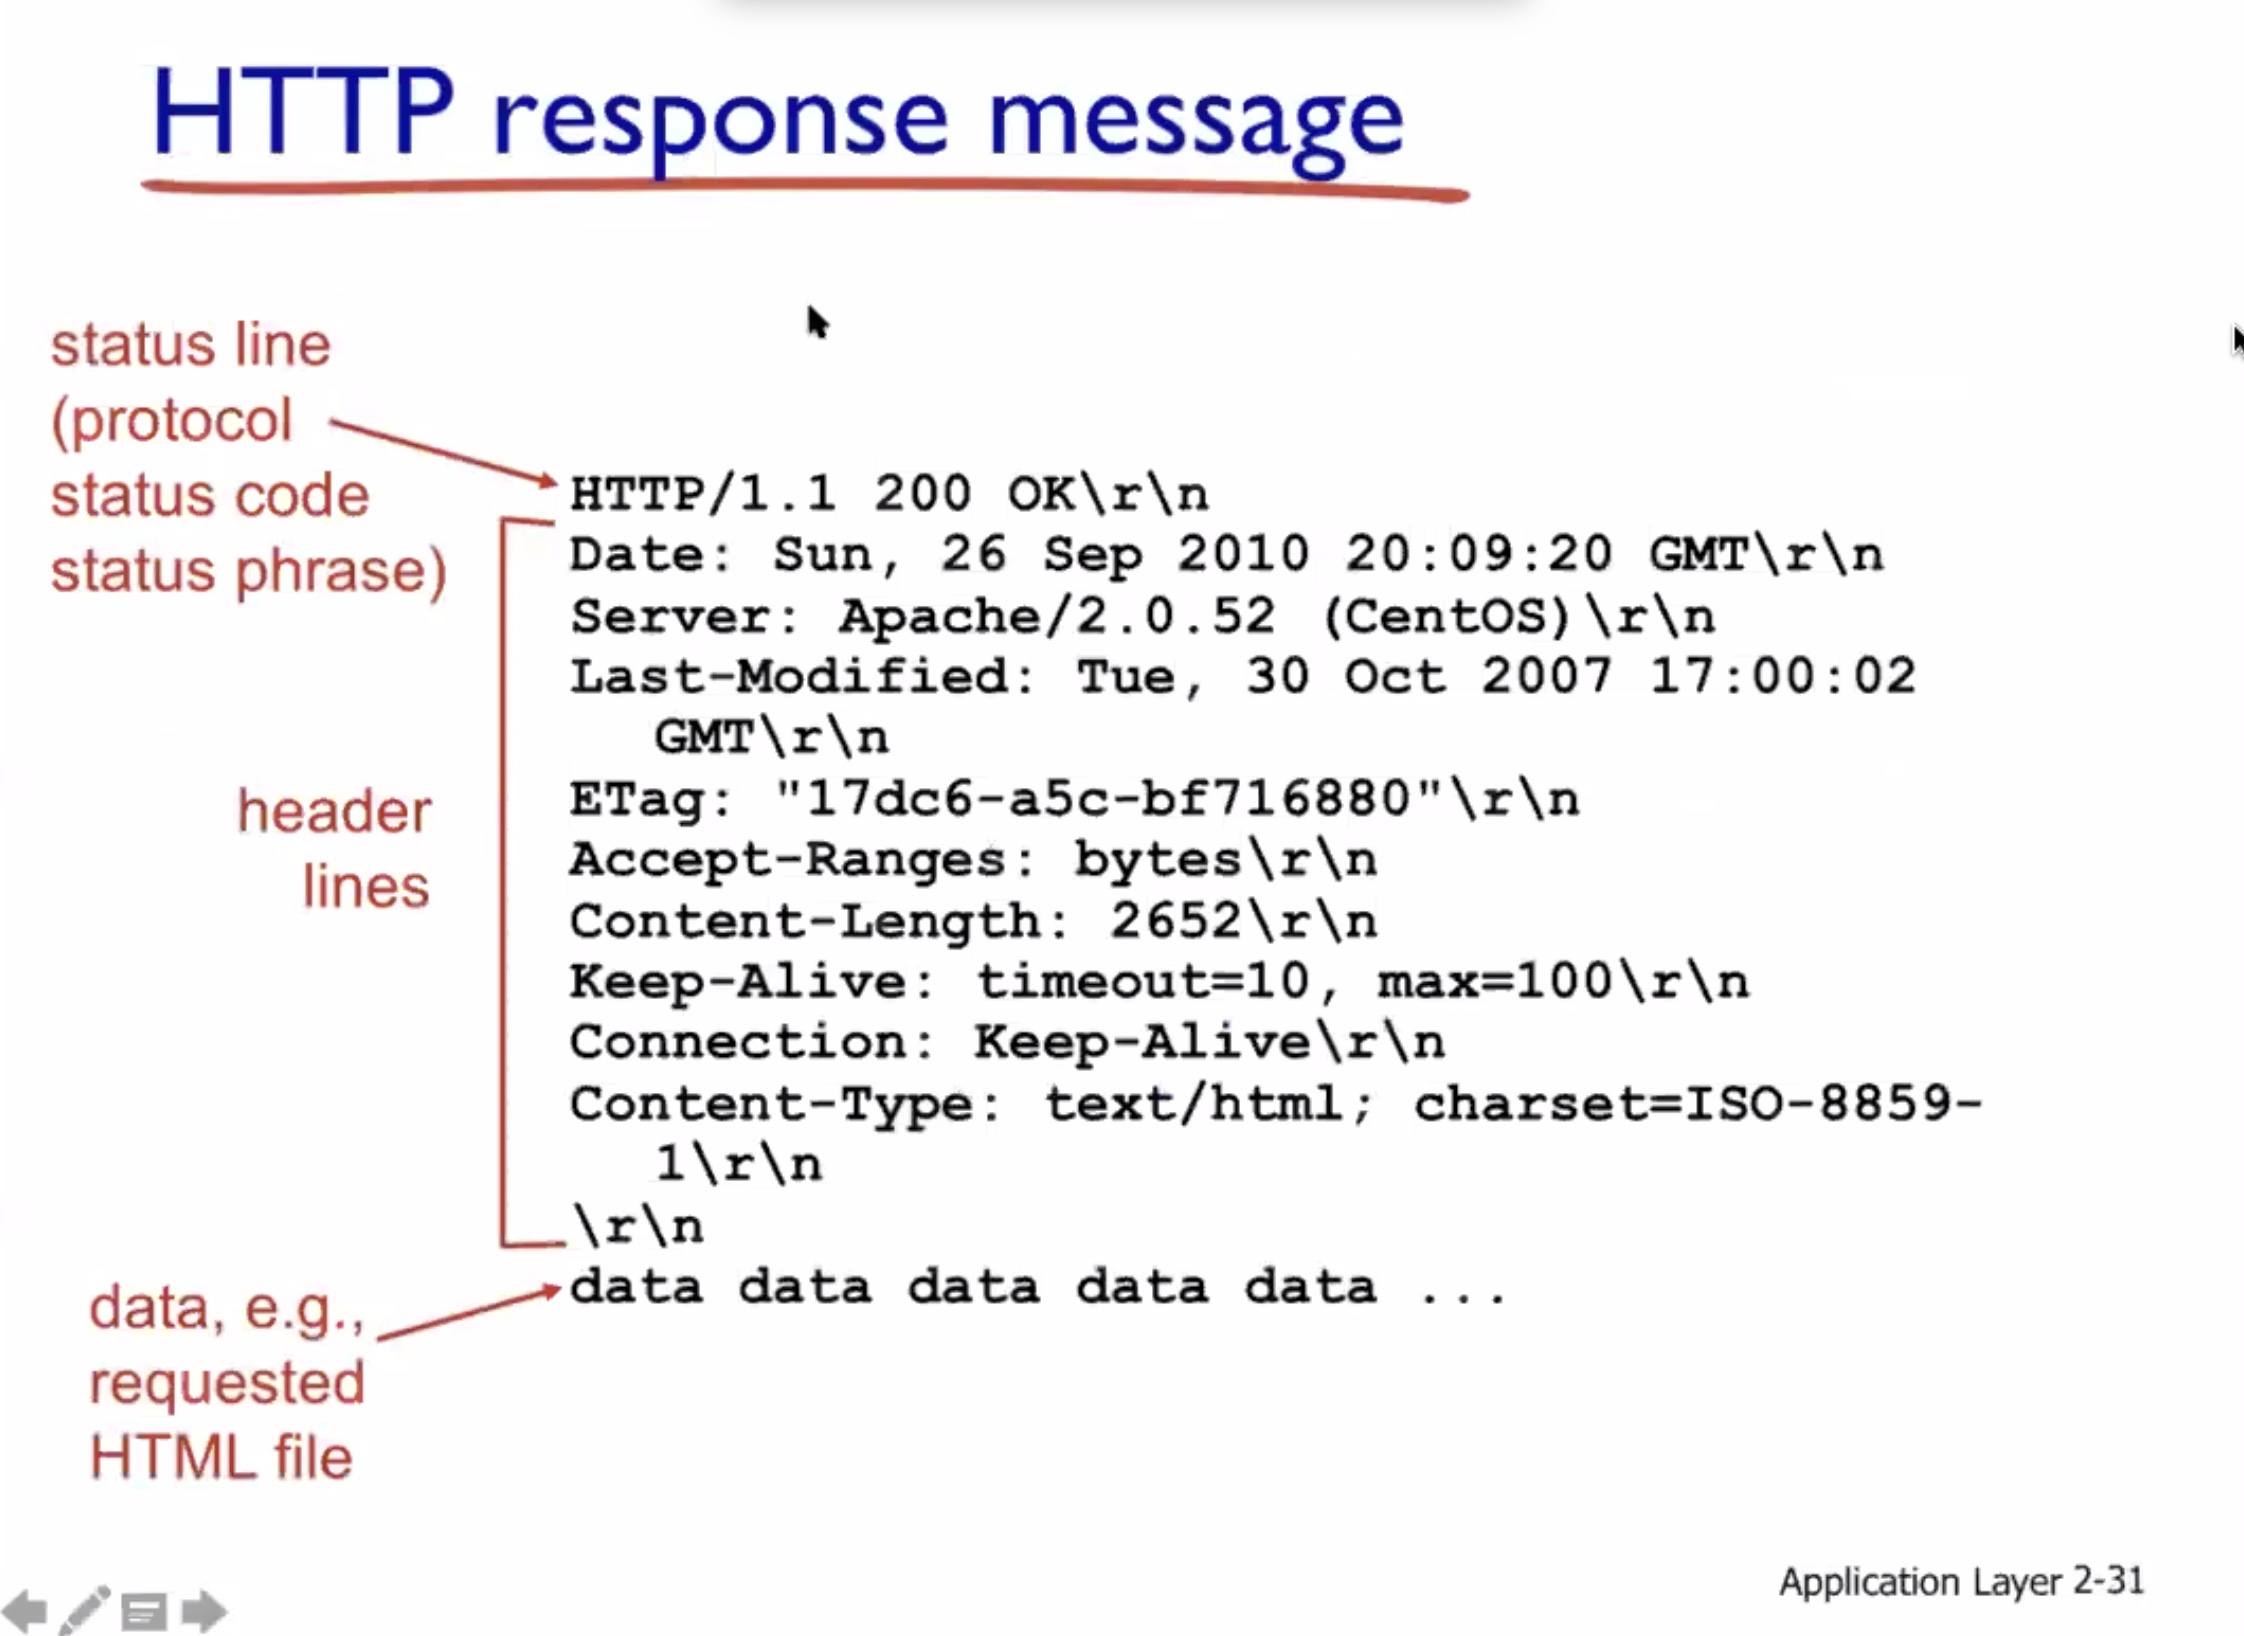 HTTP response message
status line
(protocol
status code
status phrase)
HTTP/1.1 200 OK\r\n
Date: Sun, 26 Sep 2010 20:09:20 GMT\r\n
Server: Apache/2.0.52 (CentOS)\r\n
Last-Modified: Tue, 30 Oct 2007 17:00:02
GMT\r\n
ETag: "17dc6-a5c-bf716880"\r\n
Accept-Ranges: bytes\r\n
Content-Length: 2652\r\n
Keep-Alive: timeout=10, max=100\r\n
Connection: Keep-Alive\r\n
Content-Type: text/html; charset=ISO-8859-
1\r\n
\r\n
header
lines
data data data data data ...
data, e.g.,
requested
HTML file
Application Layer 2-31